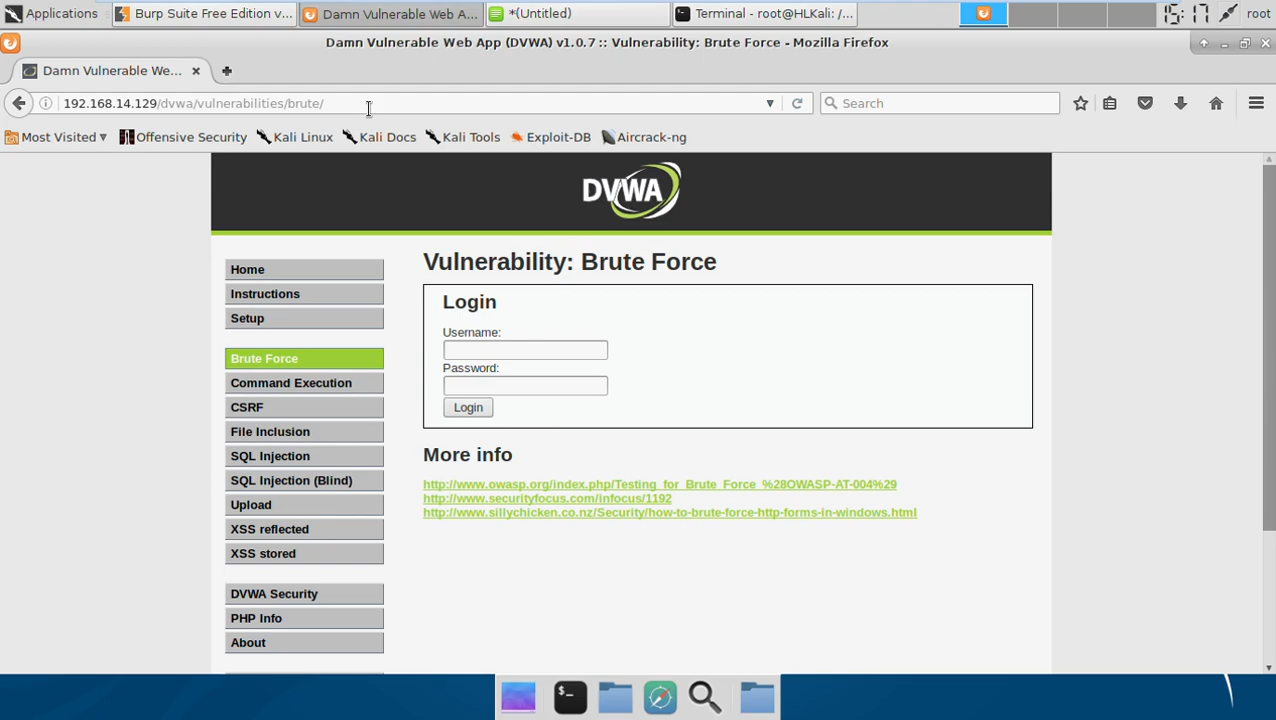 Applications
Burp Suite Free Edition v...
Damn Vulnerable Web A...
*(Untitled)
Terminal - root@HLKali: /...
15:17
root
Damn Vulnerable Web App (DVWA) v1.0.7 :: Vulnerability: Brute Force - Mozilla Firefox
Damn Vulnerable We...
192.168.14.129/dvwa/vulnerabilities/brute/
Search
Most Visited
Offensive Security
Kali Linux
Kali Docs
Kali Tools
Exploit-DB
Aircrack-ng
DVWA
Home
Instructions
Setup
Brute Force
Command Execution
CSRF
File Inclusion
SQL Injection
SQL Injection (Blind)
Upload
XSS reflected
XSS stored
DVWA Security
PHP Info
About
Vulnerability: Brute Force
Login
Username:
Password:
Login
More info
http://www.owasp.org/index.php/Testing_for_Brute_Force_%28OWASP-AT-004%29
http://www.securityfocus.com/infocus/1192
http://www.sillychicken.co.nz/Security/how-to-brute-force-http-forms-in-windows.html
$_